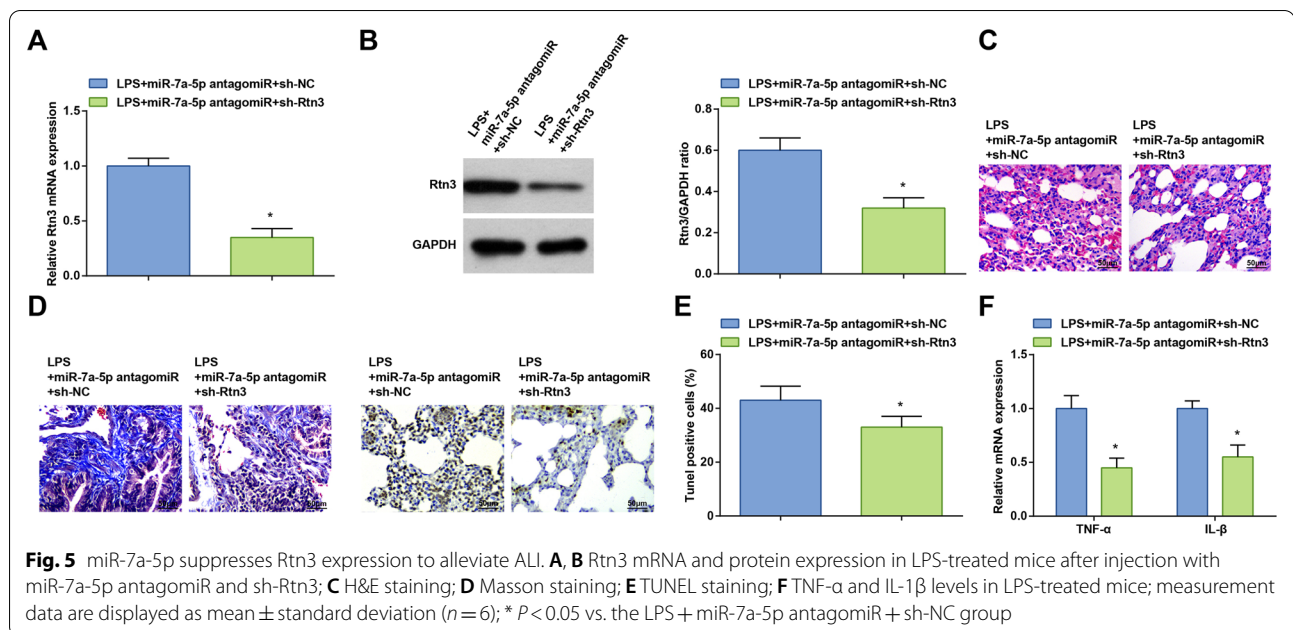 A
LPS+miR-7a-5p antagomiR+sh-NC
LPS+miR-7a-5p antagomiR+sh-Rtn3
Relative Rtn3 mRNA expression
1.5
1.0
0.5
0.0
*
B
LPS+
miR-7a-5p antagomiR
+sh-NC
LPS
+miR-7a-5p antagomiR
+sh-Rtn3
Rtn3
GAPDH
LPS+miR-7a-5p antagomiR+sh-NC
LPS+miR-7a-5p antagomiR+sh-Rtn3
Rtn3/GAPDH ratio
0.8
0.6
0.4
0.2
0.0
*
C
LPS
+miR-7a-5p antagomiR
+sh-NC
LPS
+miR-7a-5p antagomiR
+sh-Rtn3
50μm
50μm
D
LPS
+miR-7a-5p antagomiR
+sh-NC
LPS
+miR-7a-5p antagomiR
+sh-Rtn3
50μm
50μm
LPS
+miR-7a-5p antagomiR
+sh-NC
LPS
+miR-7a-5p antagomiR
+sh-Rtn3
50μm
50μm
E
LPS+miR-7a-5p antagomiR+sh-NC
LPS+miR-7a-5p antagomiR+sh-Rtn3
Tunel positive cells (%)
60
40
20
0
*
F
LPS+miR-7a-5p antagomiR+sh-NC
LPS+miR-7a-5p antagomiR+sh-Rtn3
Relative mRNA expression
1.5
1.0
0.5
0.0
*
*
TNF-α
IL-β
Fig. 5 miR-7a-5p suppresses Rtn3 expression to alleviate ALI. A, B Rtn3 mRNA and protein expression in LPS-treated mice after injection with
miR-7a-5p antagomiR and sh-Rtn3; C H&E staining; D Masson staining; E TUNEL staining; F TNF-α and IL-1β levels in LPS-treated mice; measurement
data are displayed as mean ± standard deviation (n = 6); * P < 0.05 vs. the LPS + miR-7a-5p antagomiR + sh-NC group